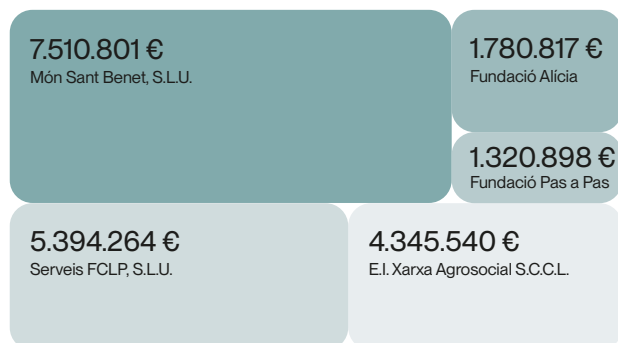 7.510.801 €
Món Sant Benet, S.L.U.
1.780.817 €
Fundació Alícia
1.320.898 €
Fundació Pas a Pas
5.394.264 €
Serveis FCLP, S.L.U.
4.345.540 €
E.I. Xarxa Agrosocial S.C.C.L.